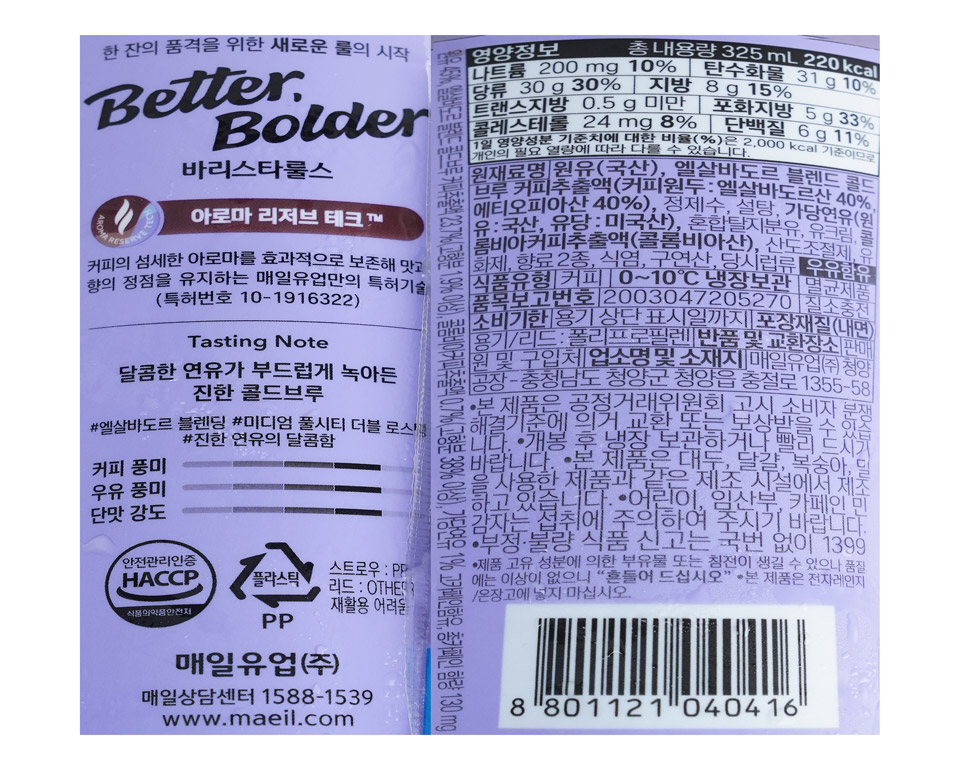 한 잔의 품격을 위한 새로운 룰의 시작
Better,
Bolder
바리스타룰스
AROMA RESERVE TECH
아로마 리저브 테크™
커피의 섬세한 아로마를 효과적으로 보존해 맛과
향의 정점을 유지하는 매일유업만의 특허기술
(특허번호 10-1916322)
Tasting Note
달콤한 연유가 부드럽게 녹아든
진한 콜드브루
#엘살바도르 블렌딩 #미디엄 풀시티 더블 로스팅
#진한 연유의 달콤함
커피 풍미
우유 풍미
단맛 강도
안전관리인증
HACCP
식품의약품안전처
플라스틱
PP
스트로우 : PP
리드 : OTHER
재활용 어려움
매일유업(주)
매일상담센터 1588-1539
www.maeil.com
영양정보 총 내용량 325 mL 220 kcal
나트륨 200 mg 10% 탄수화물 31 g 10%
당류 30 g 30% 지방 8 g 15%
트랜스지방 0.5 g 미만 포화지방 5 g 33%
콜레스테롤 24 mg 8% 단백질 6 g 11%
1일 영양성분 기준치에 대한 비율(%)은 2,000 kcal 기준이므로
개인의 필요 열량에 따라 다를 수 있습니다.
원재료명 원유(국산), 엘살바도르 블렌드 콜드
브루 커피추출액(커피원두 : 엘살바도르산 40%,
에티오피아산 40%), 정제수, 설탕, 가당연유(원
유 : 국산, 유당 : 미국산), 혼합탈지분유, 유크림, 콜
롬비아커피추출액(콜롬비아산), 산도조절제, 유
화제, 향료 2종, 식염, 구연산, 당시럽류 우유함유
식품유형 커피 0~10℃ 냉장보관 멸균제품
품목보고번호 2003047205270 질소충전
소비기한 용기 상단 표시일까지 포장재질(내면)
용기/리드 : 폴리프로필렌 반품 및 교환장소 판매
원 및 구입처 업소명 및 소재지 매일유업㈜ 청양
공장 - 충청남도 청양군 청양읍 충절로 1355-58
•본 제품은 공정거래위원회 고시 소비자 분쟁
해결기준에 의거 교환 또는 보상받을 수 있습
니다. •개봉 후 냉장 보관하거나 빨리 드시기
바랍니다. •본 제품은 대두, 달걀, 복숭아, 밀
을 사용한 제품과 같은 제조 시설에서 제조
하고 있습니다. •어린이, 임산부, 카페인 민
감자는 섭취에 주의하여 주시기 바랍니다.
•부정·불량 식품 신고는 국번 없이 1399
•제품 고유 성분에 의한 부유물 또는 침전이 생길 수 있으나 품질
에는 이상이 없으니 “흔들어 드십시오” •본 제품은 전자레인지
/온장고에 넣지 마십시오.
8 801121 040416